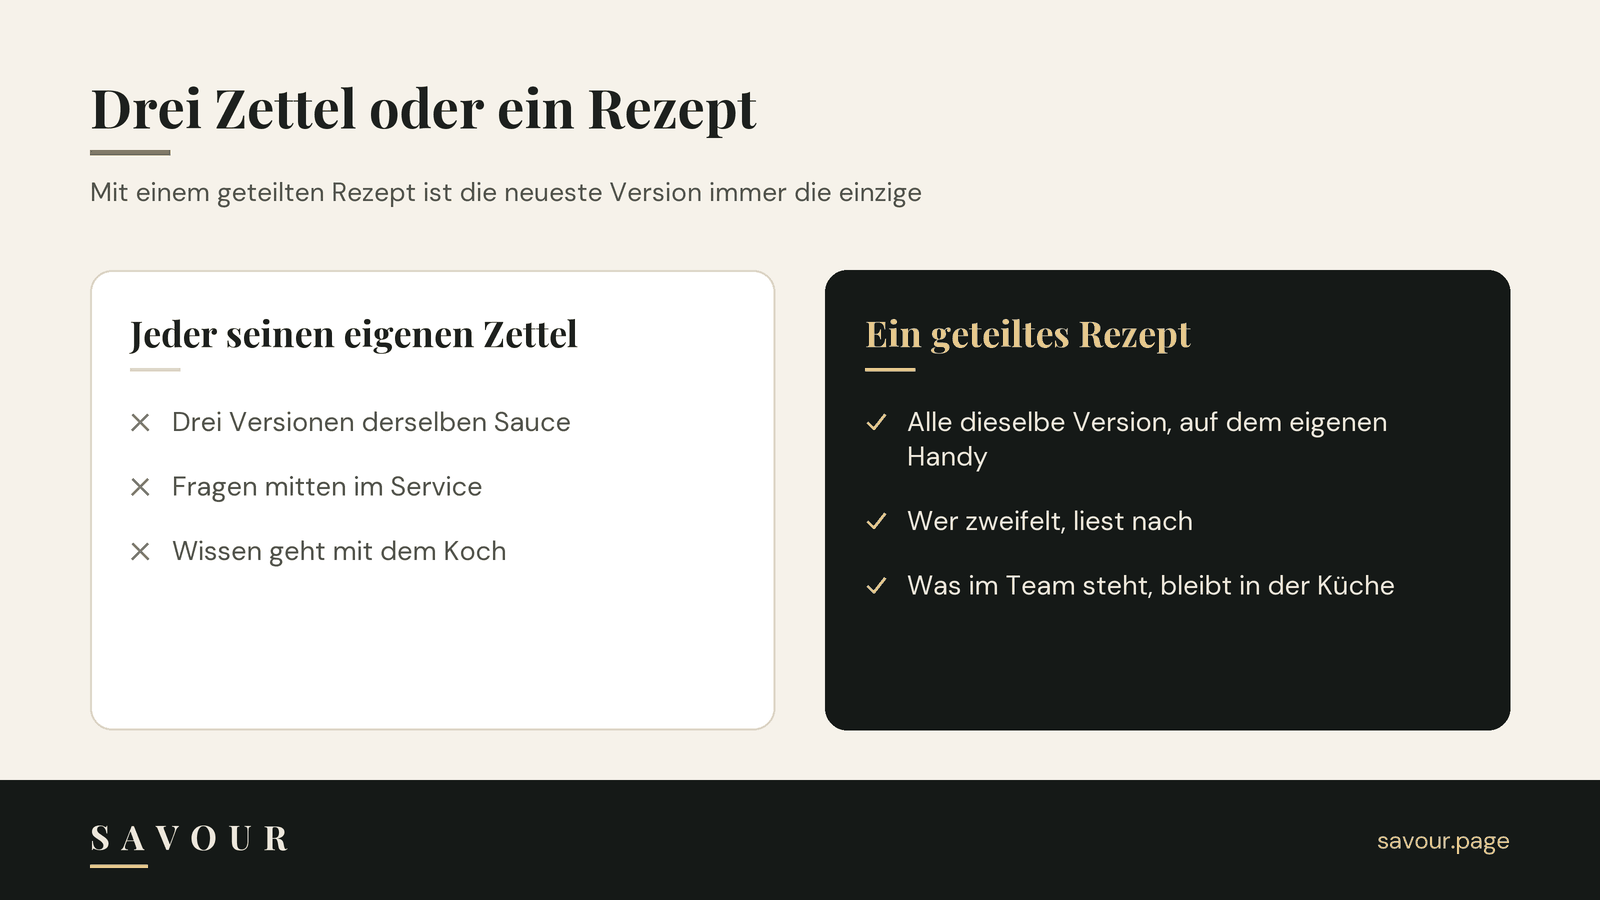 Drei Zettel oder ein Rezept
Mit einem geteilten Rezept ist die neueste Version immer die einzige
Jeder seinen eigenen Zettel
Drei Versionen derselben Sauce
Fragen mitten im Service
Wissen geht mit dem Koch
Ein geteiltes Rezept
Alle dieselbe Version, auf dem eigenen
Handy
Wer zweifelt, liest nach
Was im Team steht, bleibt in der Küche
SAVOUR
savour.page